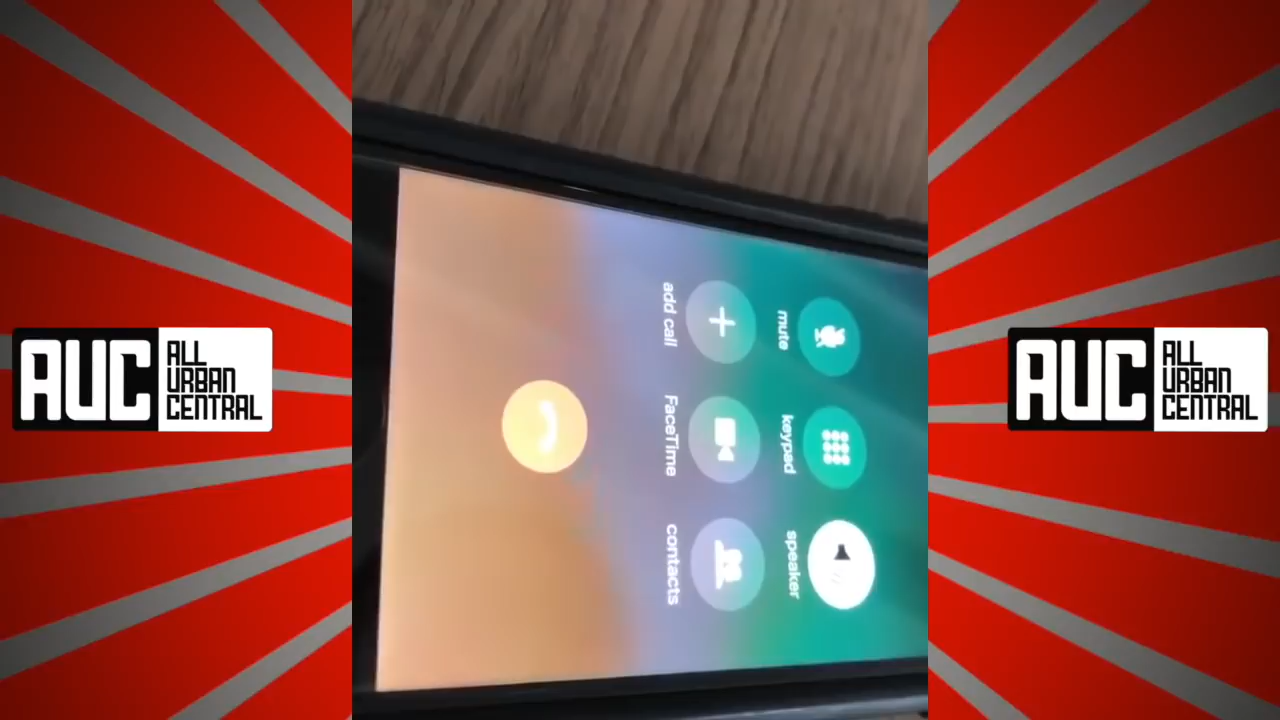 AUC ALL
URBAN
CENTRAL
mute
keypad
speaker
add call
FaceTime
contacts
AUC ALL
URBAN
CENTRAL